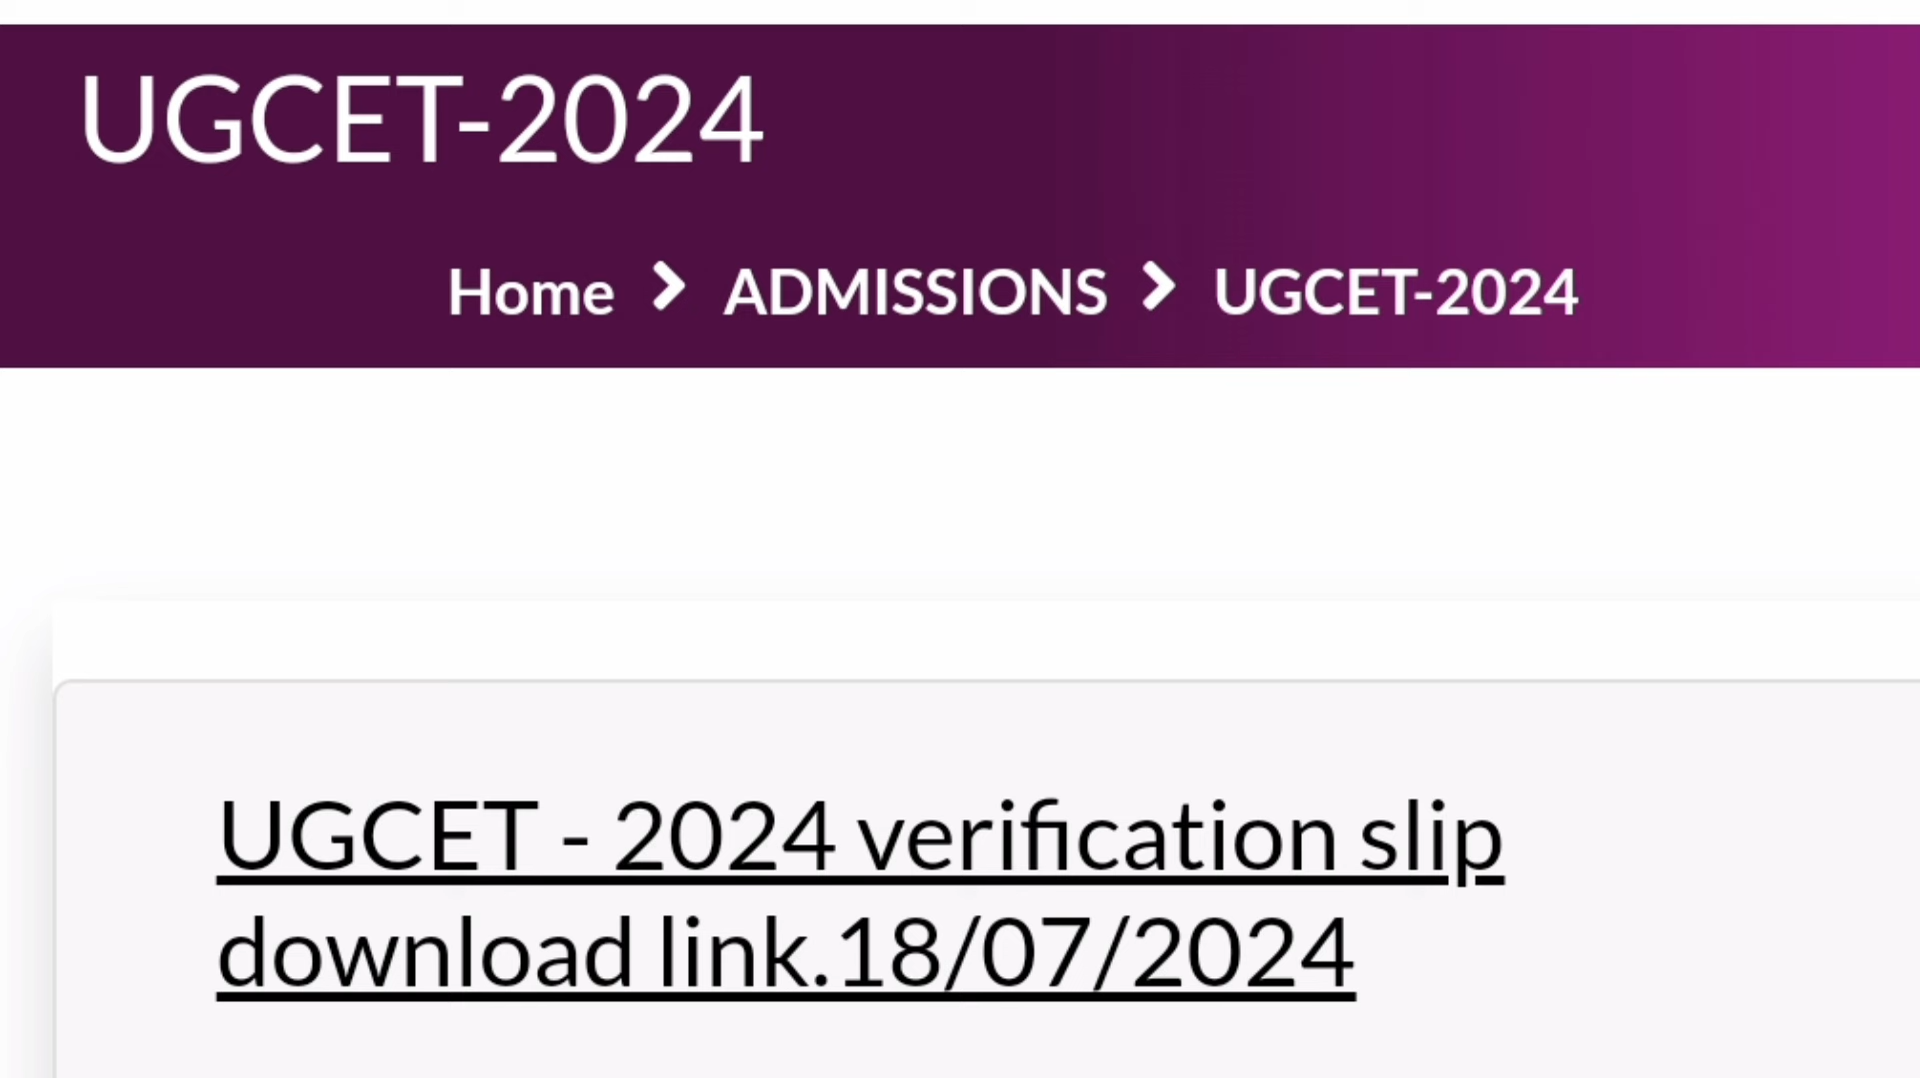 UGCET-2024
Home > ADMISSIONS > UGCET-2024
UGCET - 2024 verification slip
download link.18/07/2024